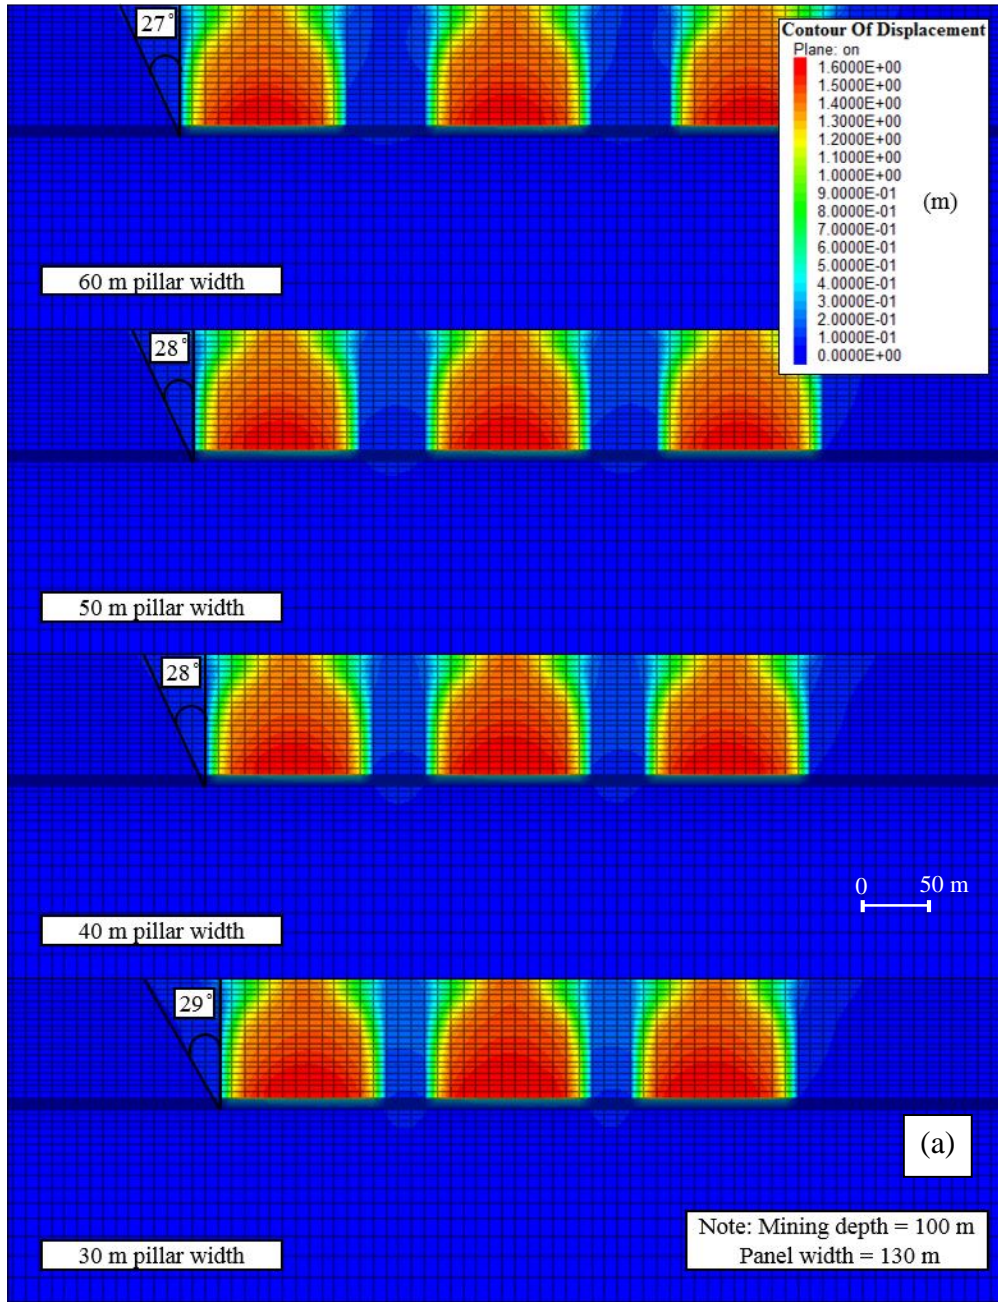 27°
Contour Of Displacement
Plane: on
1.6000E+00
1.5000E+00
1.4000E+00
1.3000E+00
1.2000E+00
1.1000E+00
1.0000E+00
9.0000E-01
8.0000E-01
7.0000E-01
6.0000E-01
5.0000E-01
4.0000E-01
3.0000E-01
2.0000E-01
1.0000E-01
0.0000E+00
(m)
60 m pillar width
28°
50 m pillar width
28°
0 50 m
40 m pillar width
29°
(a)
Note: Mining depth = 100 m
Panel width = 130 m
30 m pillar width